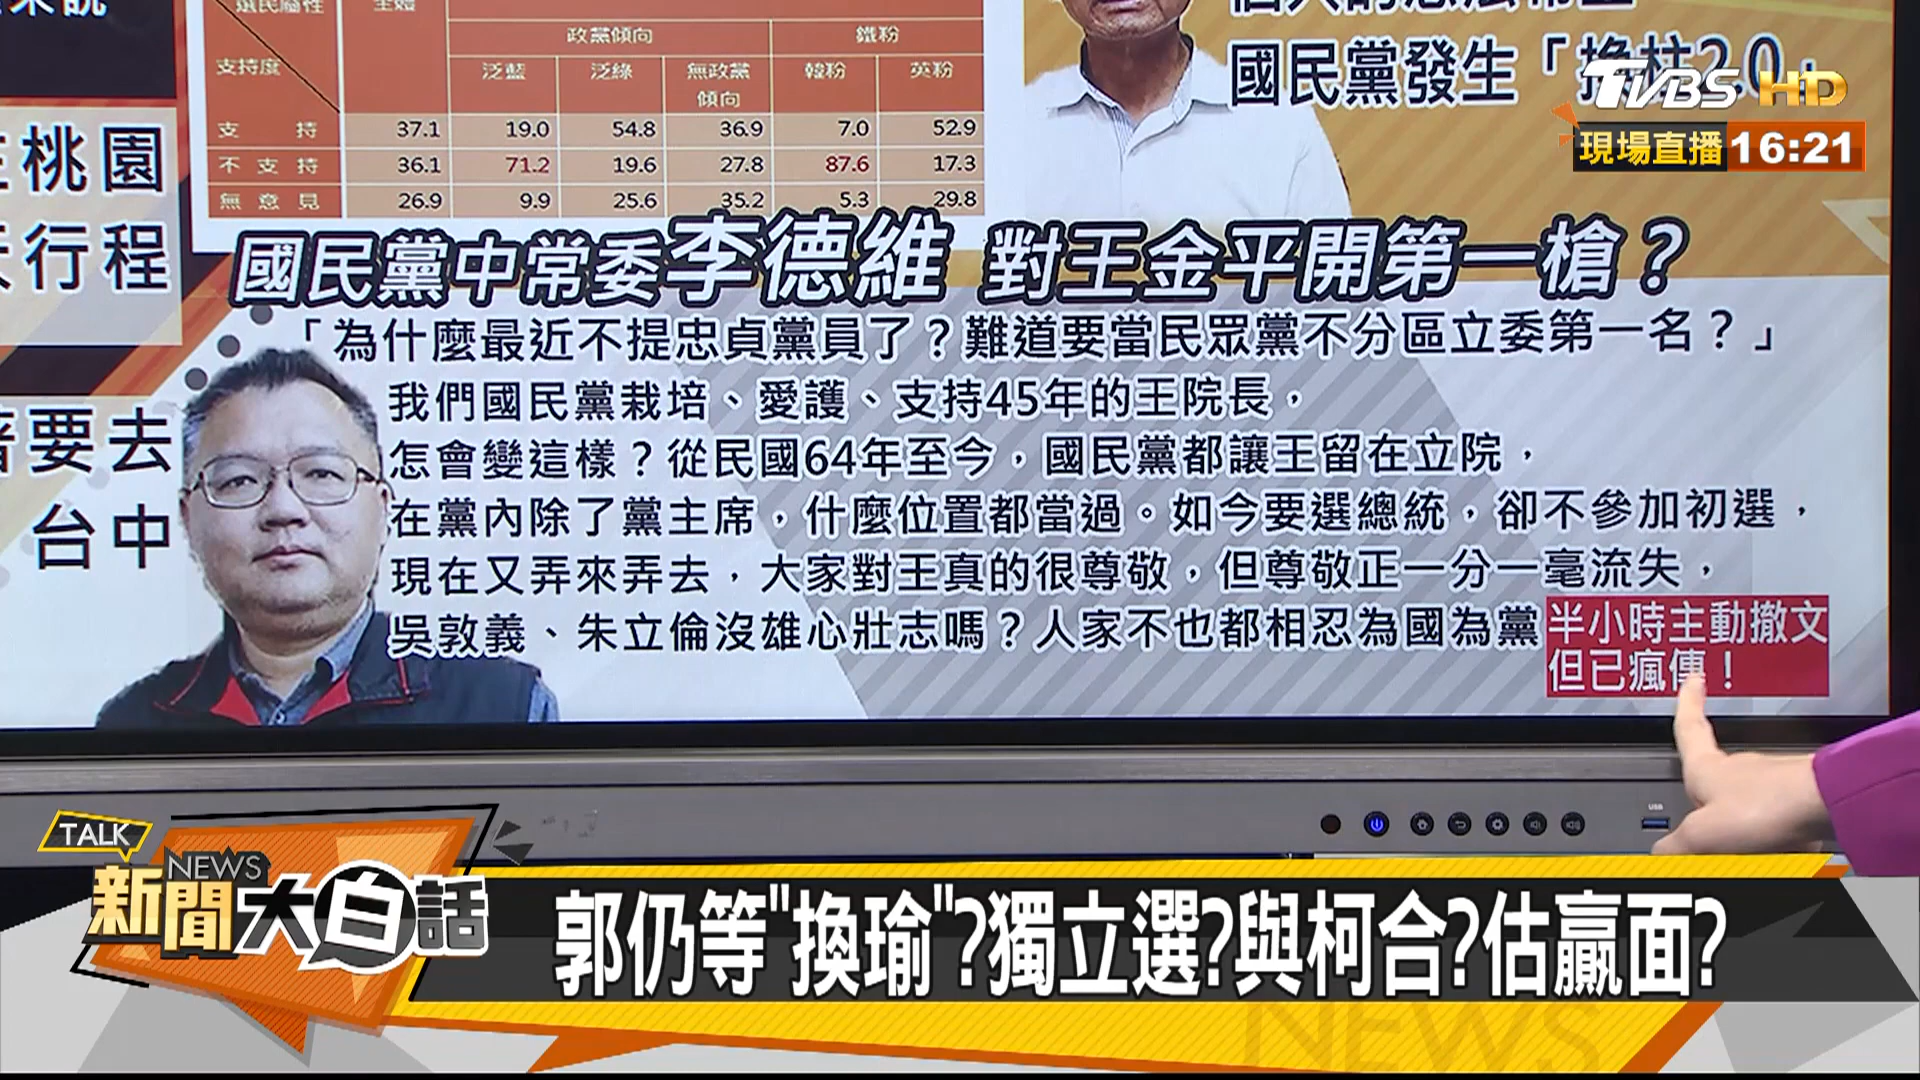 選民屬性
全體
政黨傾向
鐵粉
支持度
泛藍
泛綠
無政黨
傾向
韓粉
英粉
支持 37.1 19.0 54.8 36.9 7.0 52.9
不支持 36.1 71.2 19.6 27.8 87.6 17.3
無意見 26.9 9.9 25.6 35.2 5.3 29.8
國民黨發生「換柱2.0」
TVBS HD
現場直播 16:21
桃園
行程
要去
台中
國民黨中常委李德維 對王金平開第一槍？
「為什麼最近不提忠貞黨員了？難道要當民眾黨不分區立委第一名？」
我們國民黨栽培、愛護、支持45年的王院長，
怎會變這樣？從民國64年至今，國民黨都讓王留在立院，
在黨內除了黨主席，什麼位置都當過。如今要選總統，卻不參加初選，
現在又弄來弄去，大家對王真的很尊敬，但尊敬正一分一毫流失，
吳敦義、朱立倫沒雄心壯志嗎？人家不也都相忍為國為黨
半小時主動撤文
但已瘋傳！
USB
TALK
NEWS
新聞大白話
郭仍等"換瑜"?獨立選?與柯合?估贏面?
NEWS